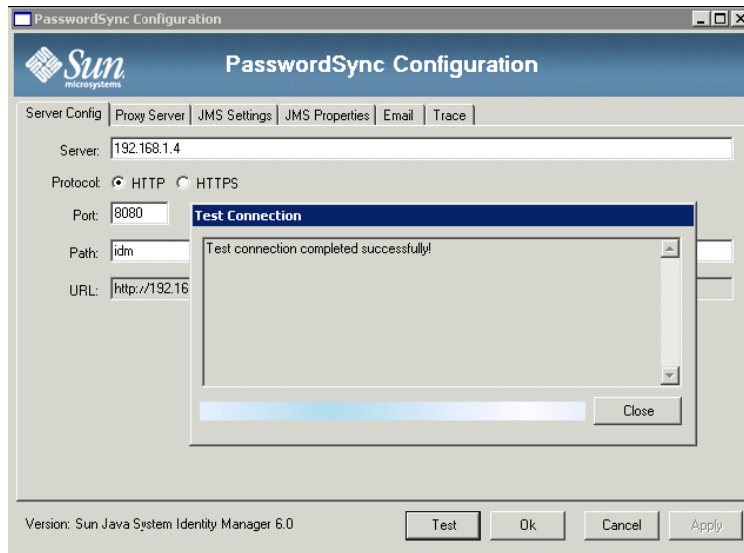 PasswordSync Configuration
Sun
microsystems
PasswordSync Configuration
Server Config Proxy Server JMS Settings JMS Properties Email Trace
Server: 192.168.1.4
Protocol: HTTP HTTPS
Port: 8080
Test Connection
Path: idm
Test connection completed successfully!
URL: http://192.16
Close
Version: Sun Java System Identity Manager 6.0
Test Ok Cancel Apply